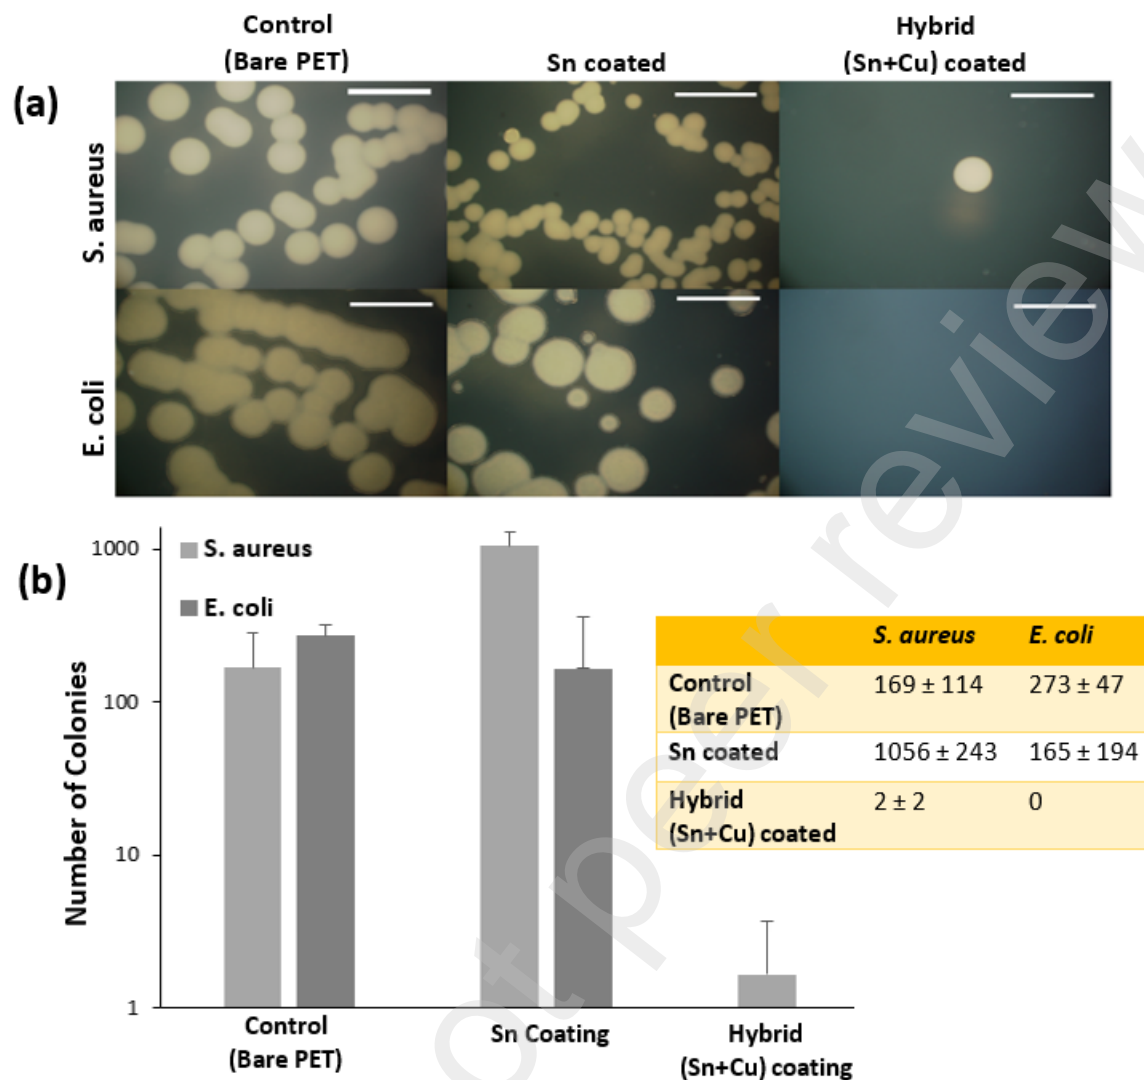 Control
(Bare PET)
Sn coated
Hybrid
(Sn+Cu) coated
(a)
S. aureus
E. coli
(b)
Number of Colonies
1000
100
10
1
S. aureus
E. coli
S. aureus E. coli
Control
(Bare PET) 169 ± 114 273 ± 47
Sn coated 1056 ± 243 165 ± 194
Hybrid
(Sn+Cu) coated 2 ± 2 0
Control
(Bare PET)
Sn Coating
Hybrid
(Sn+Cu) coating
ot peer review